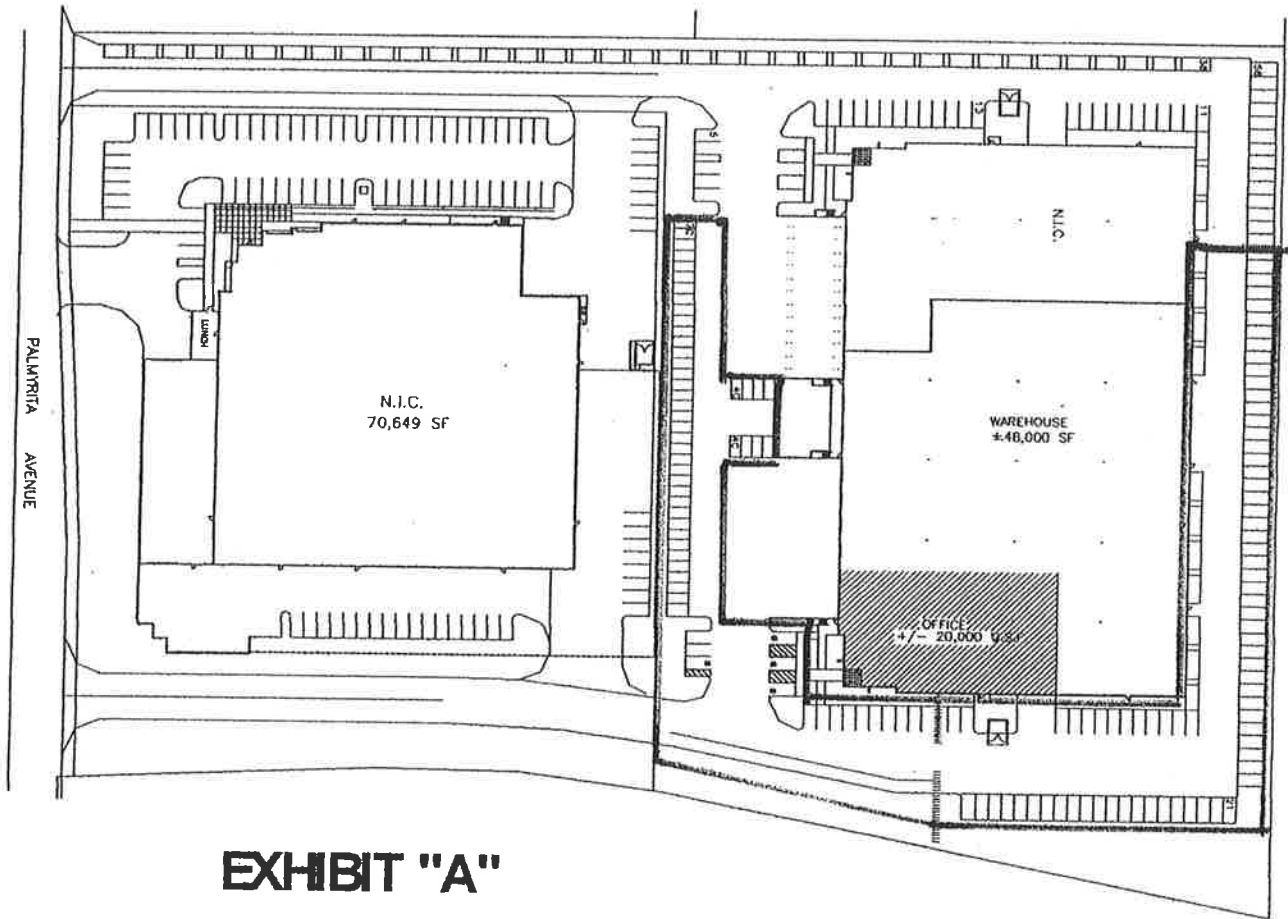 PALMYRITA AVENUE
LUNCH
N.I.C.
70,649 SF
N.I.C.
WAREHOUSE
±48,000 SF
OFFICE
+/- 20,000
EXHIBIT "A"